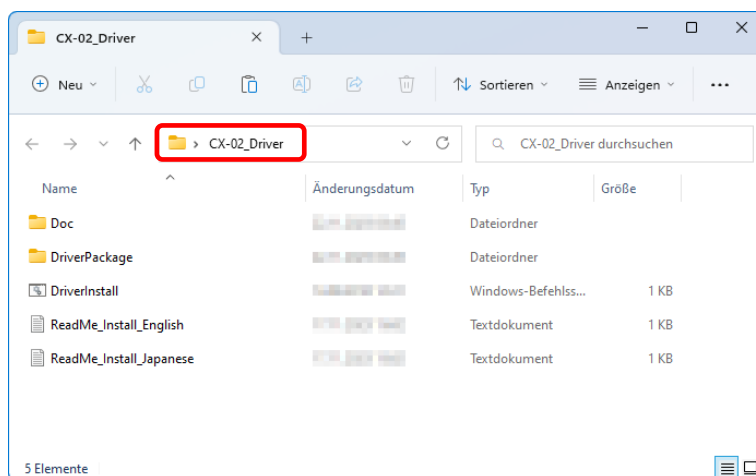 CX-02_Driver
Neu Sortieren Anzeigen
CX-02_Driver CX-02_Driver durchsuchen
Name Änderungsdatum Typ Größe
Doc Dateiordner
DriverPackage Dateiordner
DriverInstall Windows-Befehlss... 1 KB
ReadMe_Install_English Textdokument 1 KB
ReadMe_Install_Japanese Textdokument 1 KB
5 Elemente